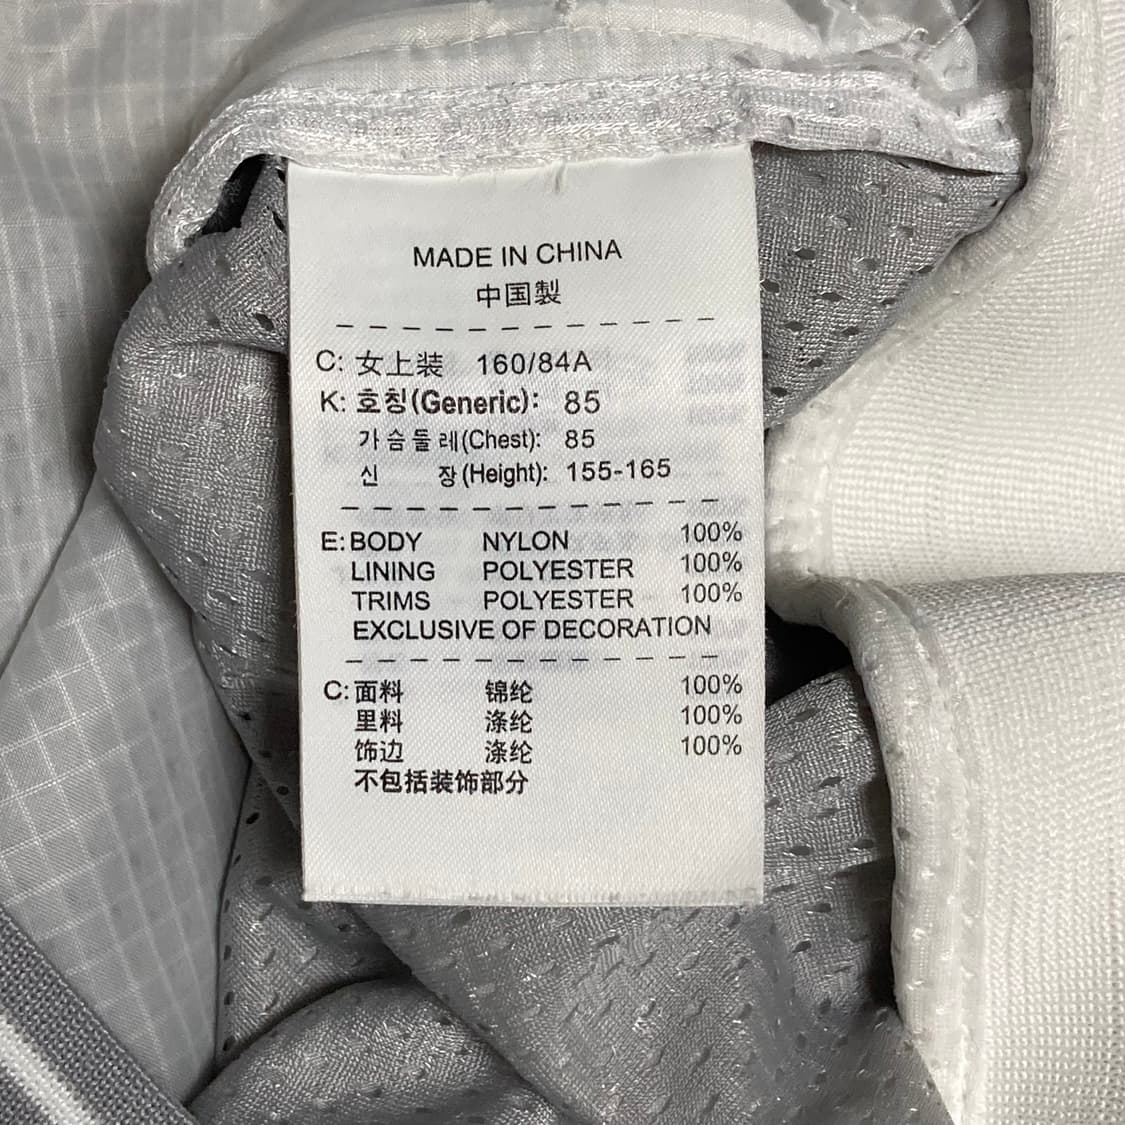 MADE IN CHINA
中国製
C: 女上装 160/84A
K: 호칭(Generic): 85
가슴둘레(Chest): 85
신 장(Height): 155-165
E: BODY NYLON 100%
LINING POLYESTER 100%
TRIMS POLYESTER 100%
EXCLUSIVE OF DECORATION
C: 面料 锦纶 100%
里料 涤纶 100%
饰边 涤纶 100%
不包括装饰部分